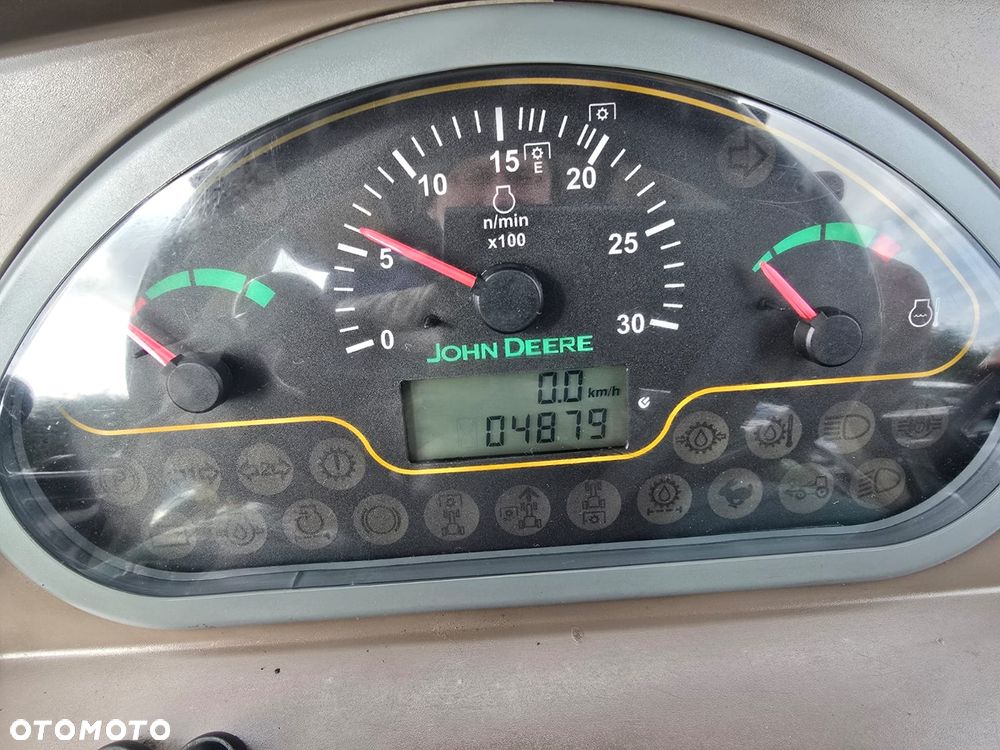 0
5
10
15
E
20
25
30
n/min
x100
JOHN DEERE
0.0 km/h
04879
OTOMOTO